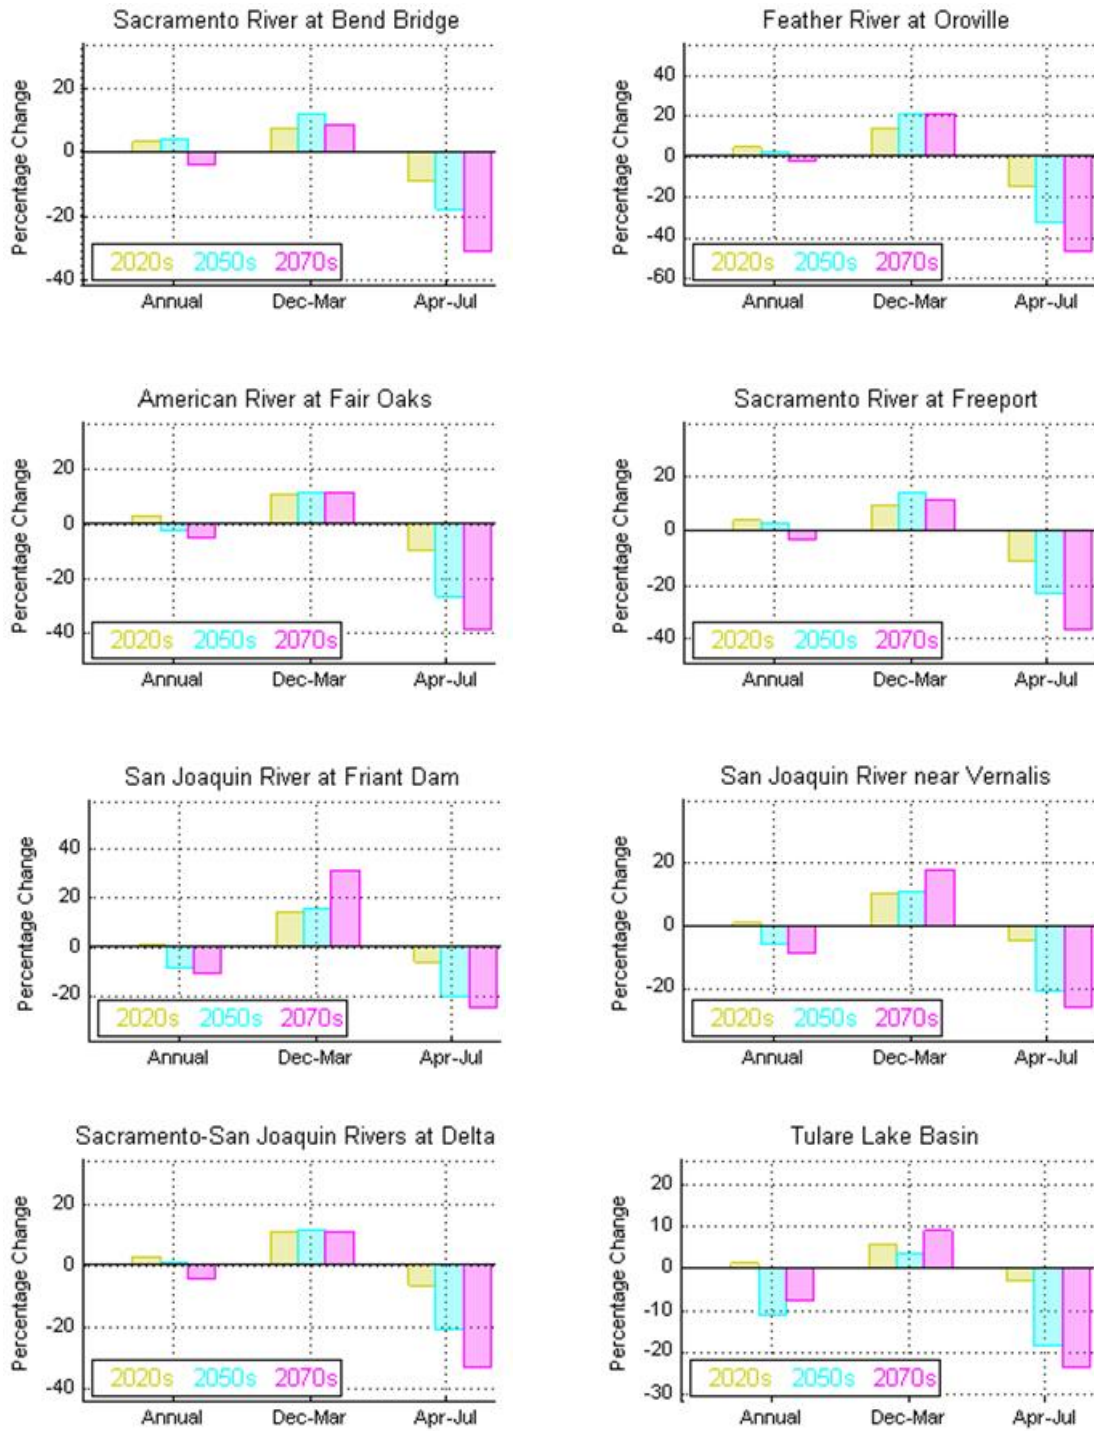 Sacramento River at Bend Bridge
Percentage Change
20
0
-20
-40
2020s 2050s 2070s
Annual Dec-Mar Apr-Jul
Feather River at Oroville
Percentage Change
40
20
0
-20
-40
-60
2020s 2050s 2070s
Annual Dec-Mar Apr-Jul
American River at Fair Oaks
Percentage Change
20
0
-20
-40
2020s 2050s 2070s
Annual Dec-Mar Apr-Jul
Sacramento River at Freeport
Percentage Change
20
0
-20
-40
2020s 2050s 2070s
Annual Dec-Mar Apr-Jul
San Joaquin River at Friant Dam
Percentage Change
40
20
0
-20
2020s 2050s 2070s
Annual Dec-Mar Apr-Jul
San Joaquin River near Vernalis
Percentage Change
20
0
-20
2020s 2050s 2070s
Annual Dec-Mar Apr-Jul
Sacramento-San Joaquin Rivers at Delta
Percentage Change
20
0
-20
-40
2020s 2050s 2070s
Annual Dec-Mar Apr-Jul
Tulare Lake Basin
Percentage Change
20
10
0
-10
-20
-30
2020s 2050s 2070s
Annual Dec-Mar Apr-Jul